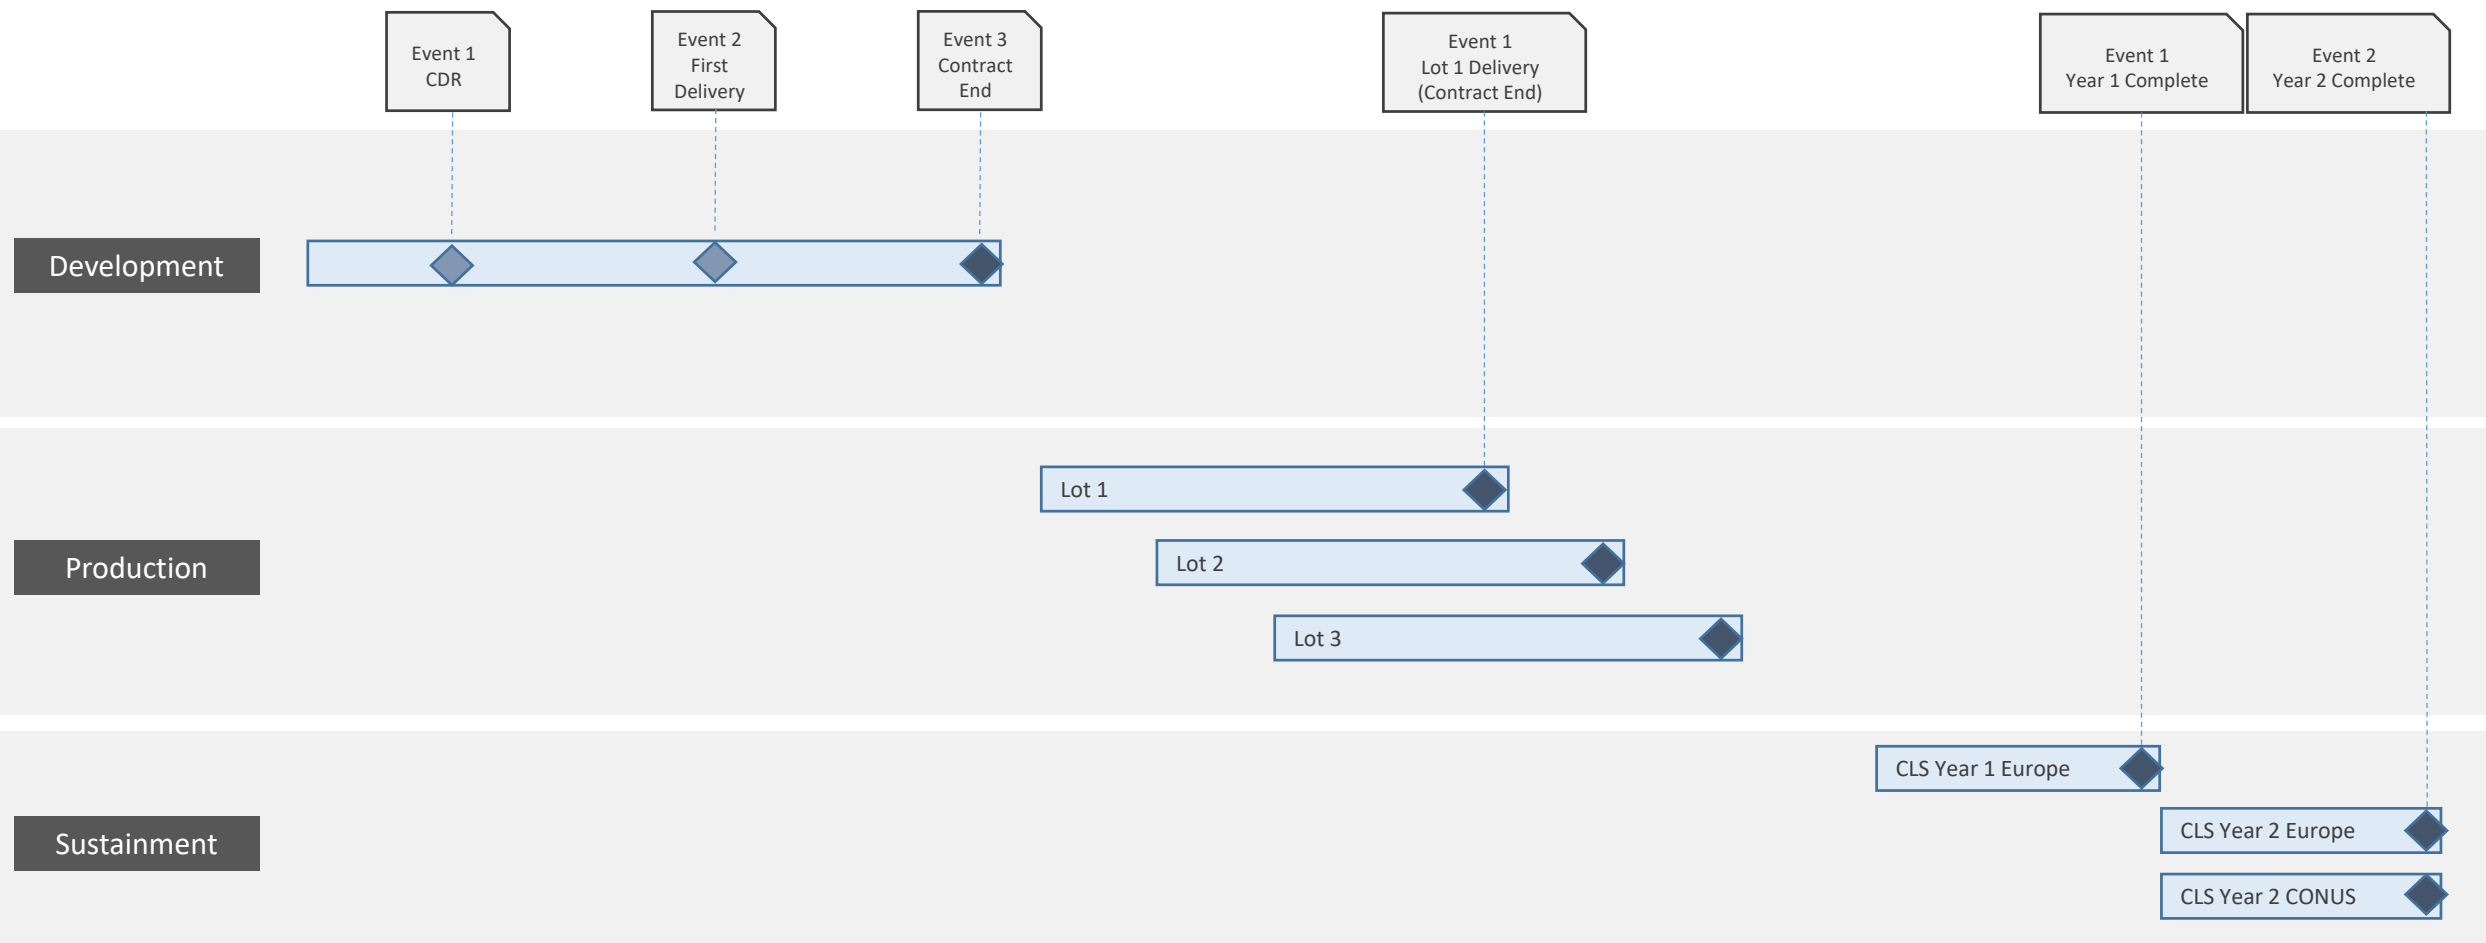 Event 1
CDR
Event 2
First
Delivery
Event 3
Contract
End
Event 1
Lot 1 Delivery
(Contract End)
Event 1
Year 1 Complete
Event 2
Year 2 Complete
Development
Production
Lot 1
Lot 2
Lot 3
Sustainment
CLS Year 1 Europe
CLS Year 2 Europe
CLS Year 2 CONUS